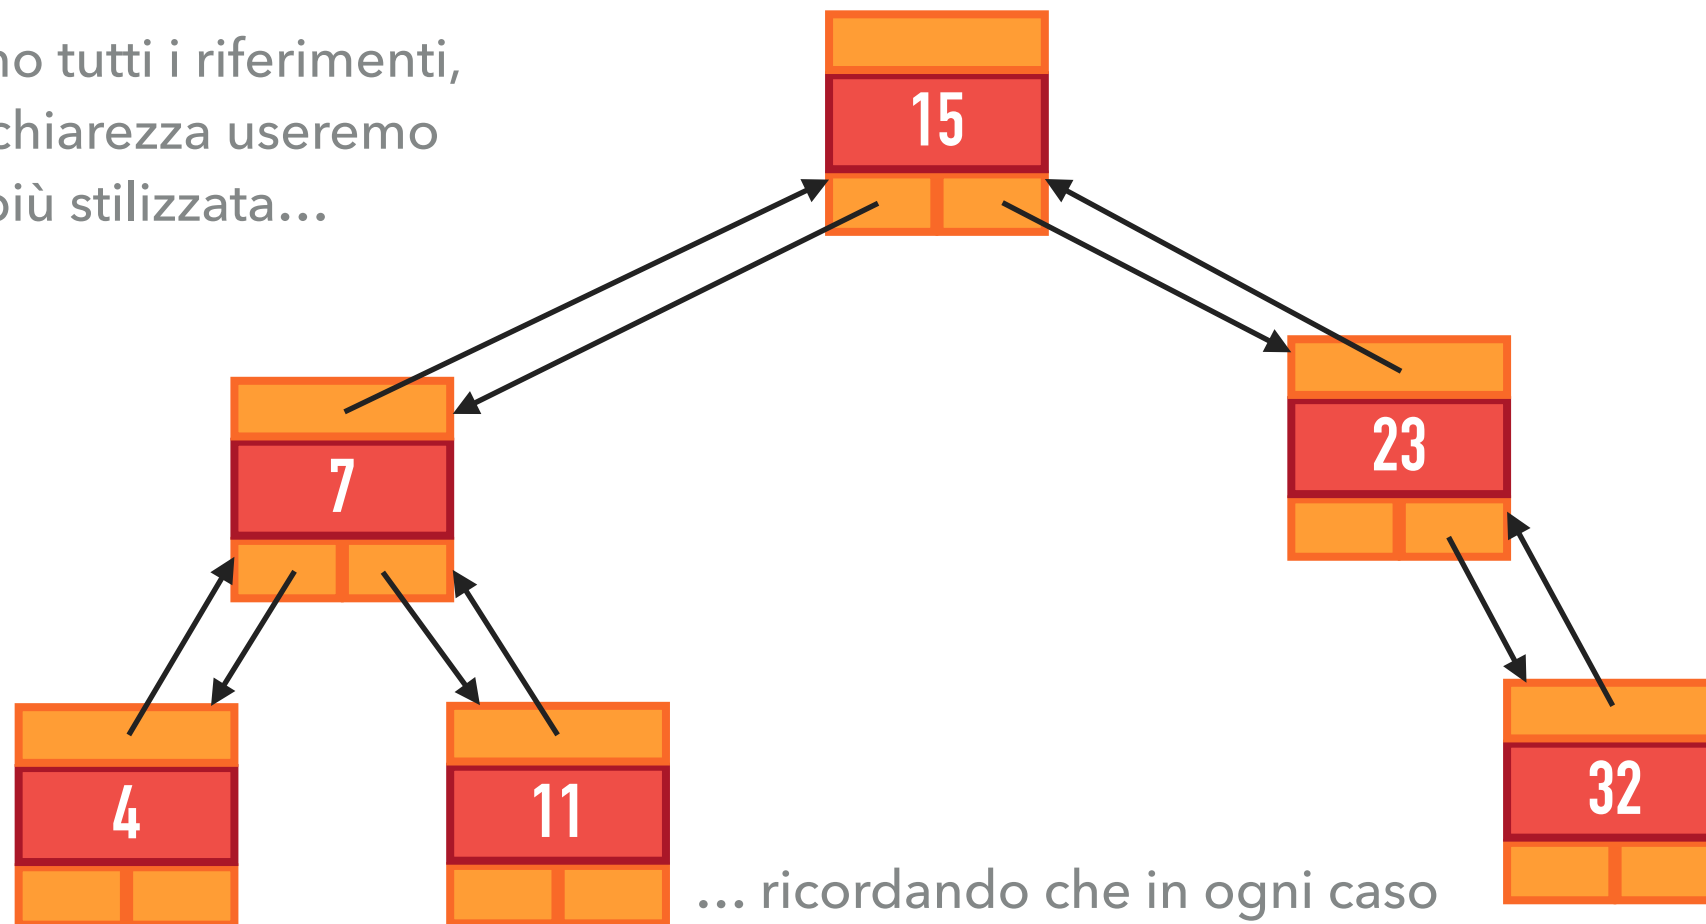 no tutti i riferimenti,
chiarezza useremo
più stilizzata...
15
7
23
4
11
32
... ricordando che in ogni caso